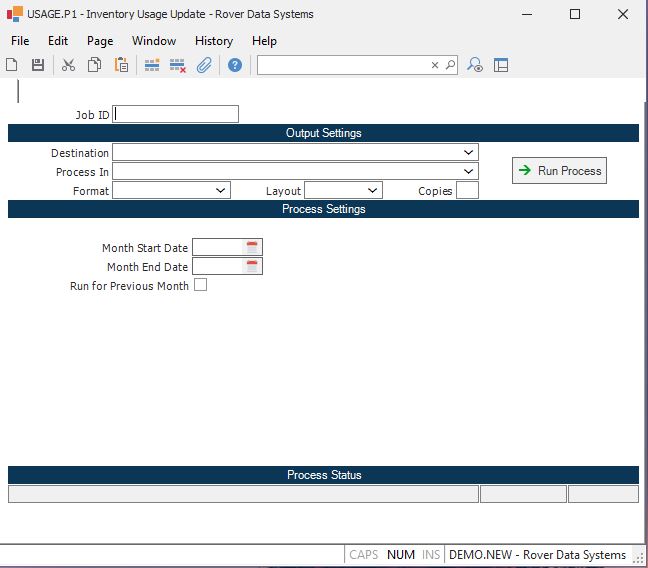 USAGE.P1 - Inventory Usage Update - Rover Data Systems
File Edit Page Window History Help
Job ID
Output Settings
Destination
Process In
Run Process
Format Layout Copies
Process Settings
Month Start Date
Month End Date
Run for Previous Month
Process Status
CAPS NUM INS DEMO.NEW - Rover Data Systems